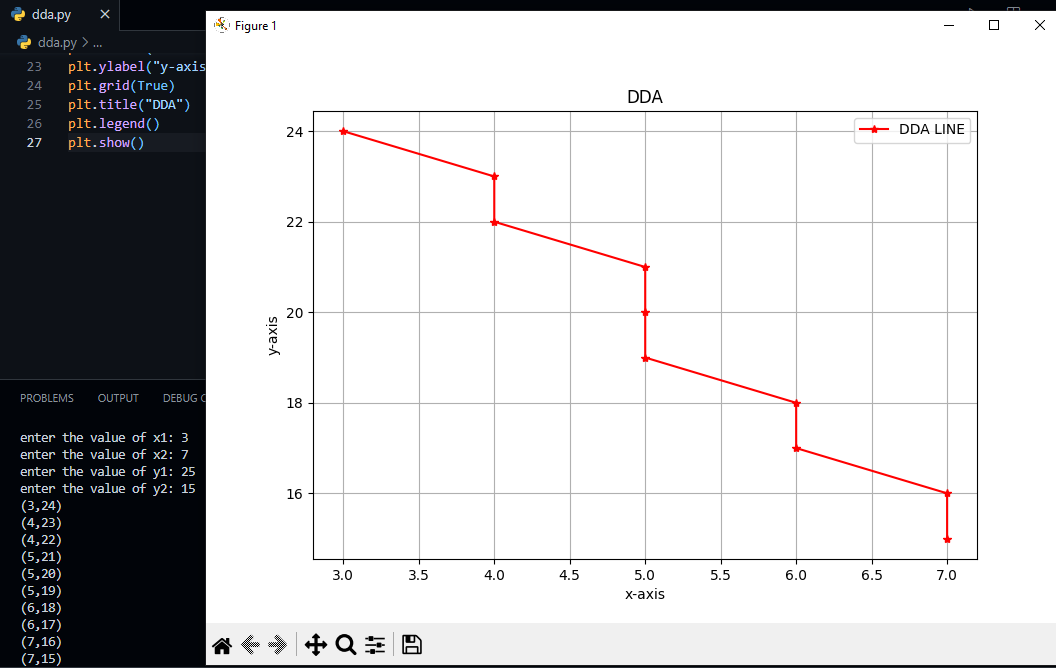 dda.py
dda.py > ...
23 plt.ylabel("y-axis
24 plt.grid(True)
25 plt.title("DDA")
26 plt.legend()
27 plt.show()
PROBLEMS OUTPUT DEBUG
enter the value of x1: 3
enter the value of x2: 7
enter the value of y1: 25
enter the value of y2: 15
(3,24)
(4,23)
(4,22)
(5,21)
(5,20)
(5,19)
(6,18)
(6,17)
(7,16)
(7,15)
Figure 1
DDA
DDA LINE
24
22
20
18
16
y-axis
3.0 3.5 4.0 4.5 5.0 5.5 6.0 6.5 7.0
x-axis